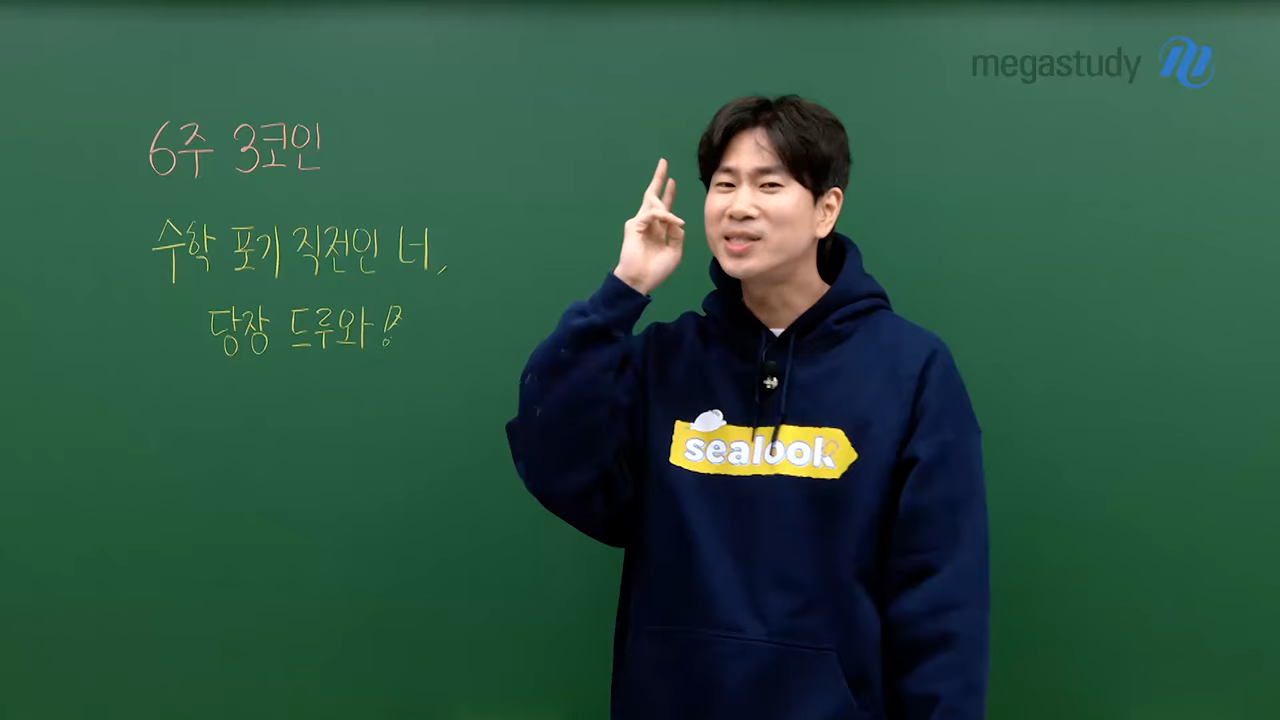 megastudy
6주 3코인
수학 포기 직전인 너,
당장 드루와!
sealook